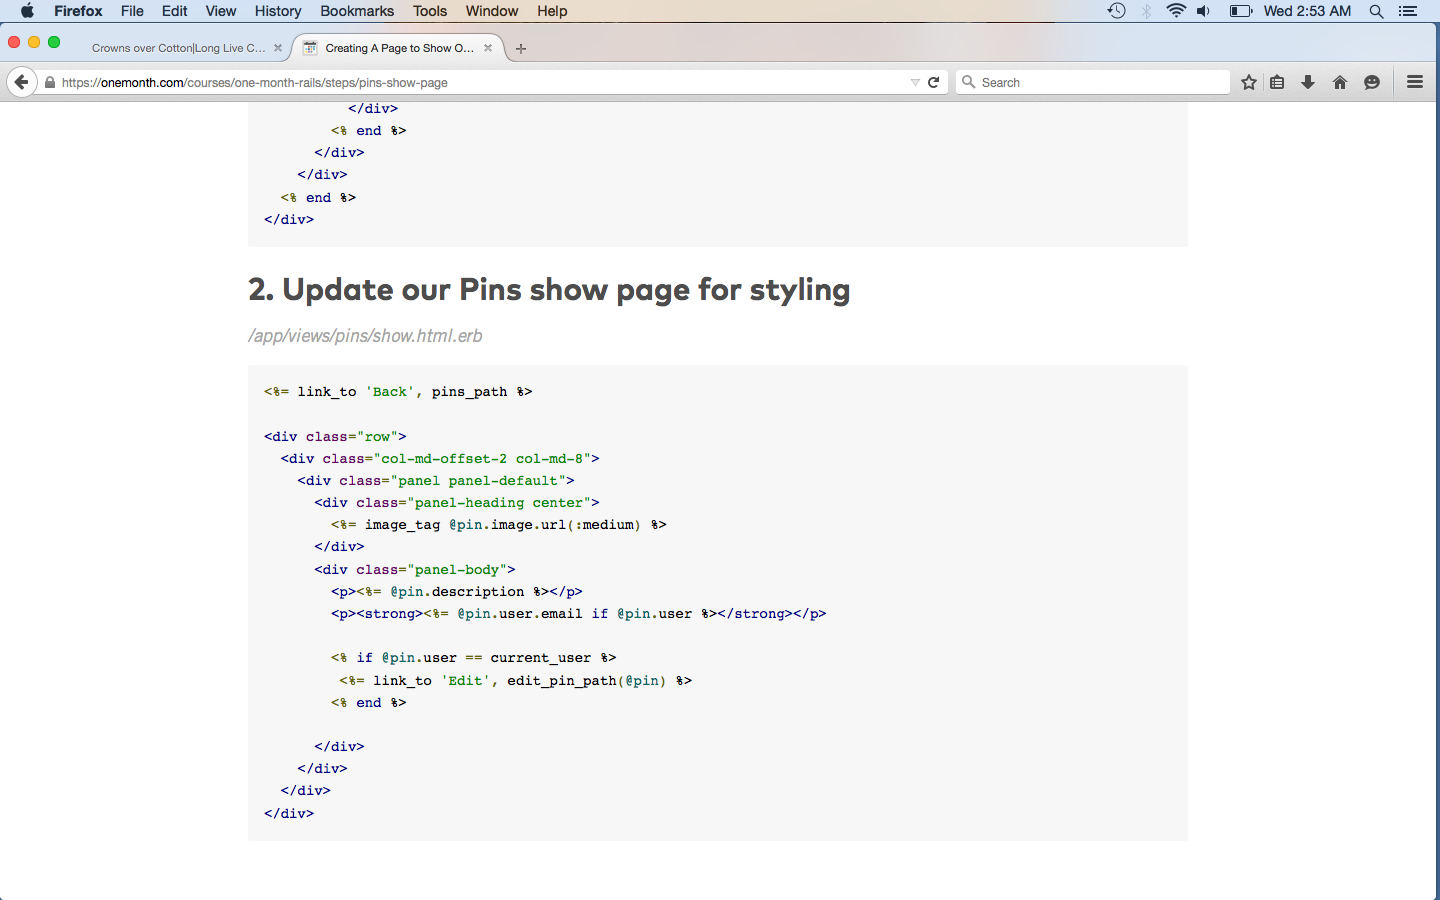 Firefox File Edit View History Bookmarks Tools Window Help Wed 2:53 AM
Crowns over Cotton|Long Live C... Creating A Page to Show O...
https://onemonth.com/courses/one-month-rails/steps/pins-show-page Search
</div>
<% end %>
</div>
</div>
<% end %>
</div>
2. Update our Pins show page for styling
/app/views/pins/show.html.erb
<%= link_to 'Back', pins_path %>
<div class="row">
<div class="col-md-offset-2 col-md-8">
<div class="panel panel-default">
<div class="panel-heading center">
<%= image_tag @pin.image.url(:medium) %>
</div>
<div class="panel-body">
<p><%= @pin.description %></p>
<p><strong><%= @pin.user.email if @pin.user %></strong></p>
<% if @pin.user == current_user %>
<%= link_to 'Edit', edit_pin_path(@pin) %>
<% end %>
</div>
</div>
</div>
</div>